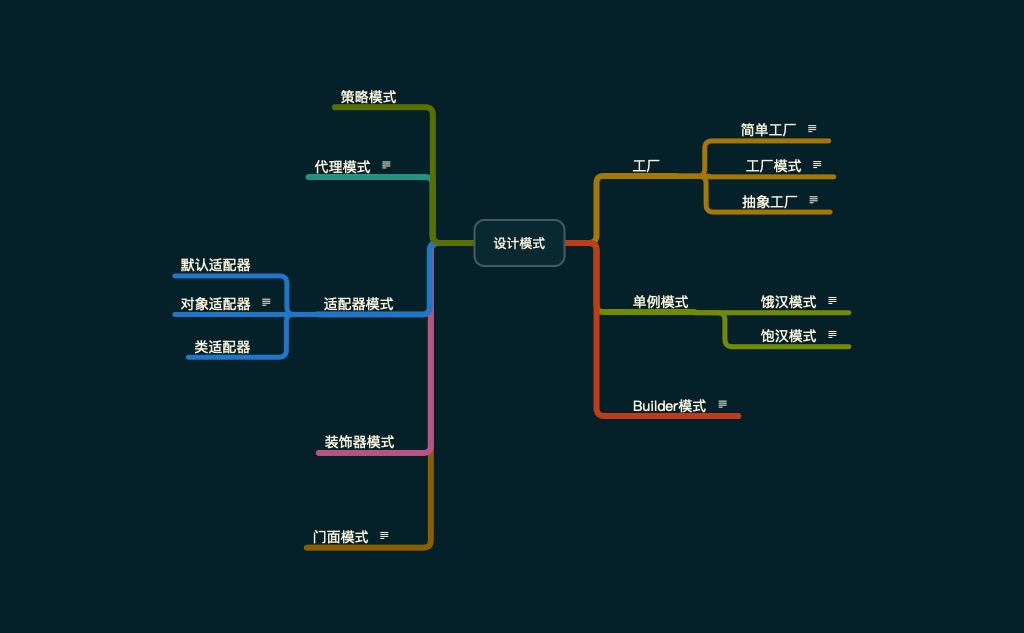 设计模式
工厂
简单工厂
工厂模式
抽象工厂
单例模式
饿汉模式
饱汉模式
Builder模式
策略模式
代理模式
适配器模式
默认适配器
对象适配器
类适配器
装饰器模式
门面模式